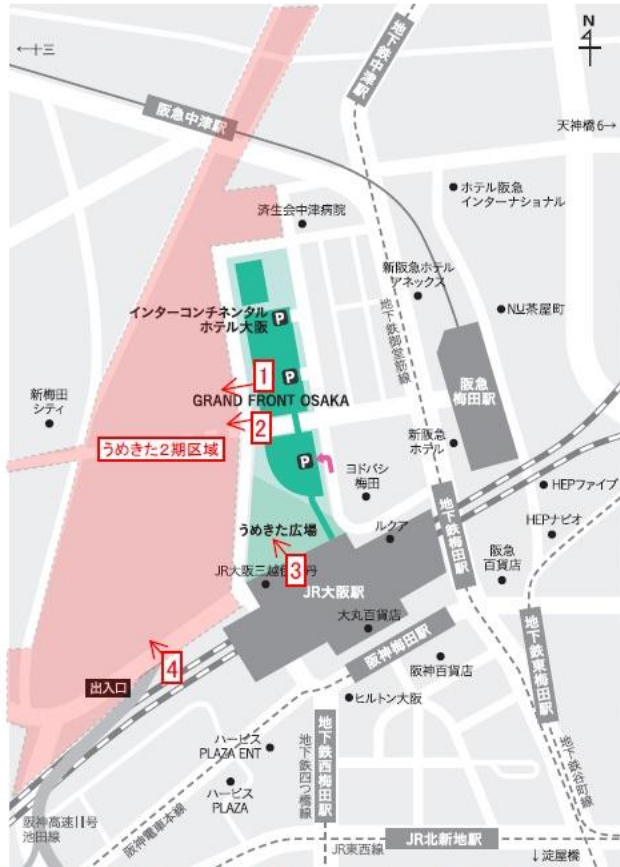 N
←十三
地下鉄中津駅
阪急中津駅
天神橋6→
ホテル阪急
インターナショナル
済生会中津病院
新阪急ホテル
アネックス
インターコンチネンタル
ホテル大阪
P
NU茶屋町
地下鉄御堂筋線
1
P
GRAND FRONT OSAKA
阪急
梅田駅
新梅田
シティ
2
うめきた2期区域
新阪急
ホテル
P
ヨドバシ
梅田
HEPファイブ
うめきた広場
ルクア
地下鉄梅田駅
HEPナビオ
3
JR大阪三越伊
丹
JR大阪駅
阪急
百貨店
大丸百貨店
阪神梅田駅
地下鉄東梅田駅
4
阪神百貨店
出入口
ヒルトン大阪
ハービス
PLAZA ENT
地下鉄四つ橋線
地下鉄西梅田駅
地下鉄谷町線
ハービス
PLAZA
阪神高速11号
池田線
阪神電車本線
JR東西線
JR北新地駅
↓淀屋橋